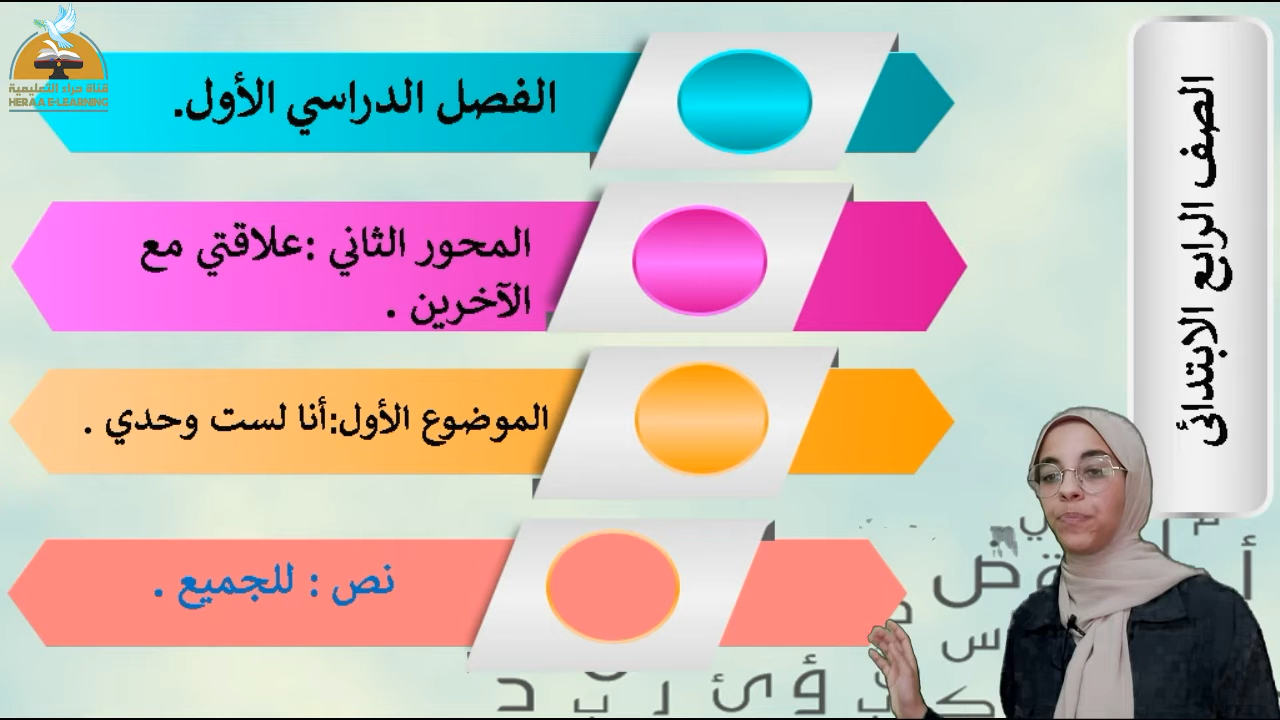 قناة حراء التعليمية
HERAA E-LEARNING
الصف الرابع الابتدائئ
الفصل الدراسي الأول.
المحور الثاني :علاقتي مع
الآخرين .
الموضوع الأول:أنا لست وحدي .
نص : للجميع .